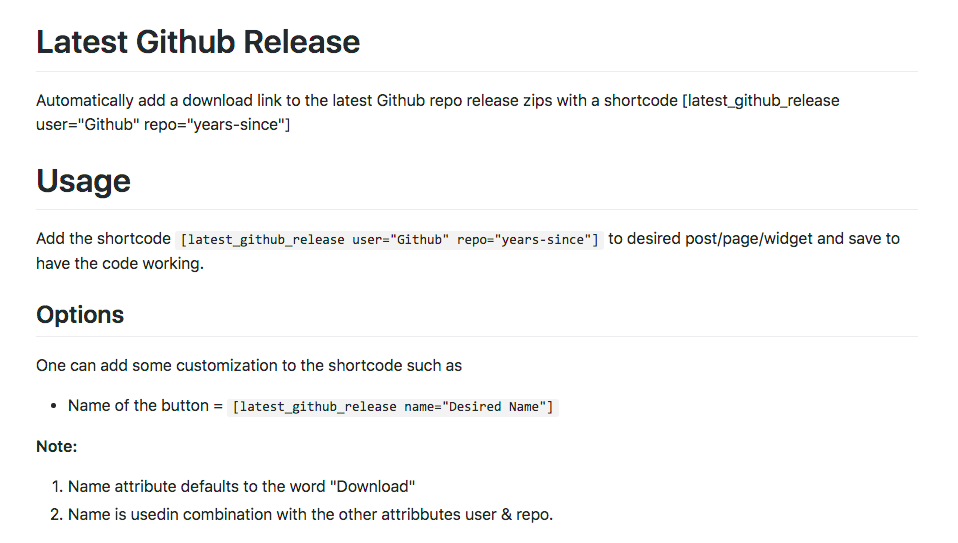 Latest Github Release
Automatically add a download link to the latest Github repo release zips with a shortcode [latest_github_release
user="Github" repo="years-since"]
Usage
Add the shortcode [latest_github_release user="Github" repo="years-since"] to desired post/page/widget and save to
have the code working.
Options
One can add some customization to the shortcode such as
• Name of the button = [latest_github_release name="Desired Name"]
Note:
1. Name attribute defaults to the word "Download"
2. Name is usedin combination with the other attribbutes user & repo.